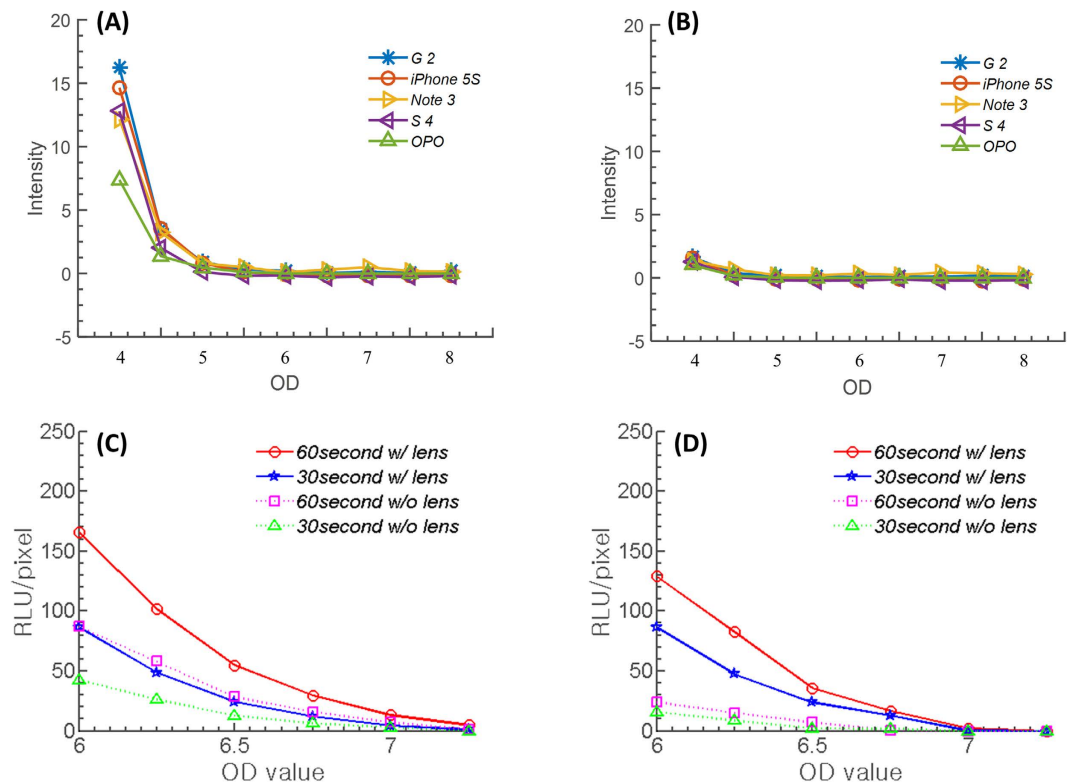 (A)
20
15
10
5
0
-5
Intensity
G 2
iPhone 5S
Note 3
S 4
OPO
4 5 6 7 8
OD
(B)
20
15
10
5
0
-5
Intensity
G 2
iPhone 5S
Note 3
S 4
OPO
4 5 6 7 8
OD
(C)
250
200
150
100
50
0
RLU/pixel
60second w/ lens
30second w/ lens
60second w/o lens
30second w/o lens
6 6.5 7
OD value
(D)
250
200
150
100
50
0
RLU/pixel
60second w/ lens
30second w/ lens
60second w/o lens
30second w/o lens
6 6.5 7
OD value